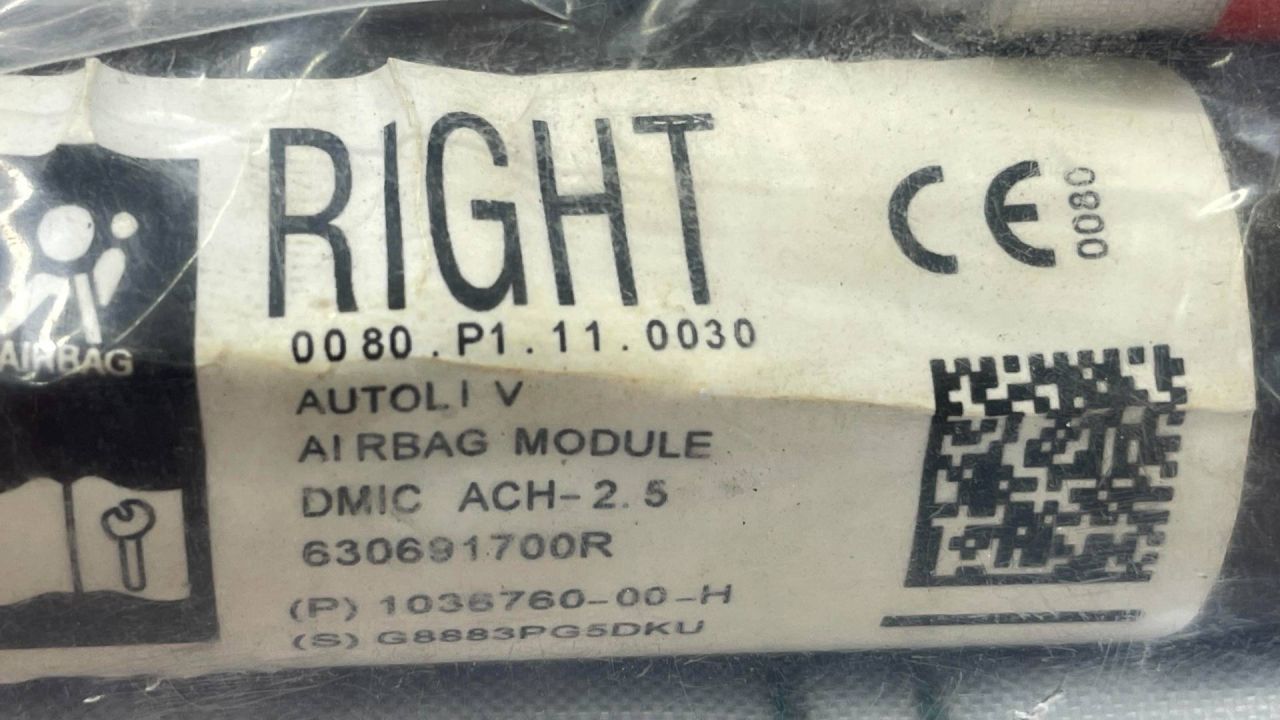 RIGHT
CE 0080
0080.P1.11.0030
AIRBAG
AUTOLIV
AIRBAG MODULE
DMIC ACH-2.5
630691700R
(P) 1036760-00-H
(S) G8883PG5DKU